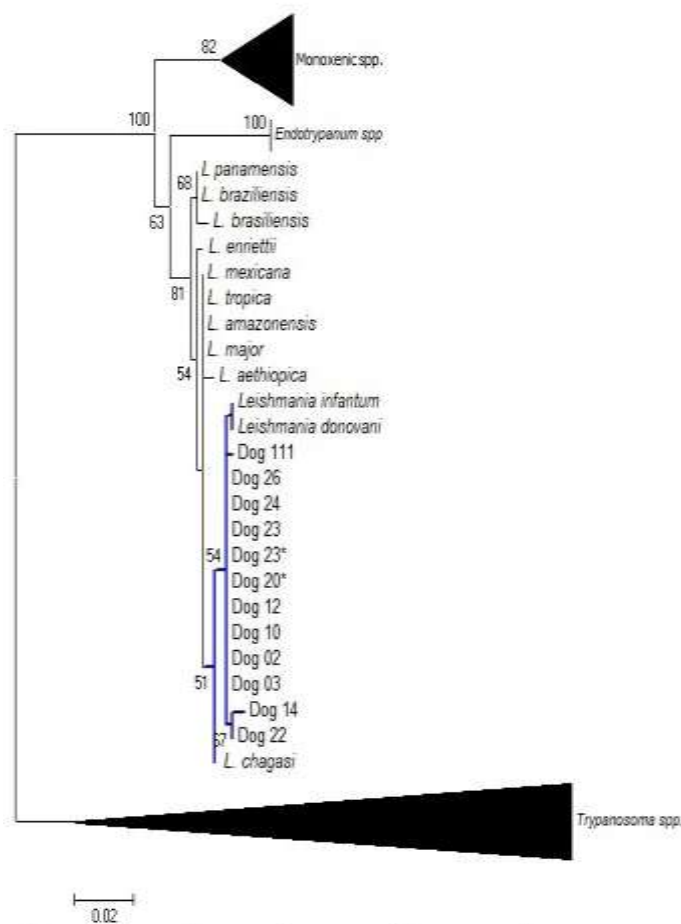 82
Monoxenic spp.
100
100
Endotrypanum spp
63
68
L panamensis
L. braziliensis
L. brasiliensis
L. enriettii
L. mexicana
81
L. tropica
L. amazonensis
L. major
54
L. aethiopica
Leishmania infantum
Leishmania donovani
Dog 111
Dog 26
Dog 24
Dog 23
54
Dog 23*
Dog 20*
Dog 12
Dog 10
Dog 02
51
Dog 03
Dog 14
67
Dog 22
L. chagasi
Trypanosoma spp.
0.02